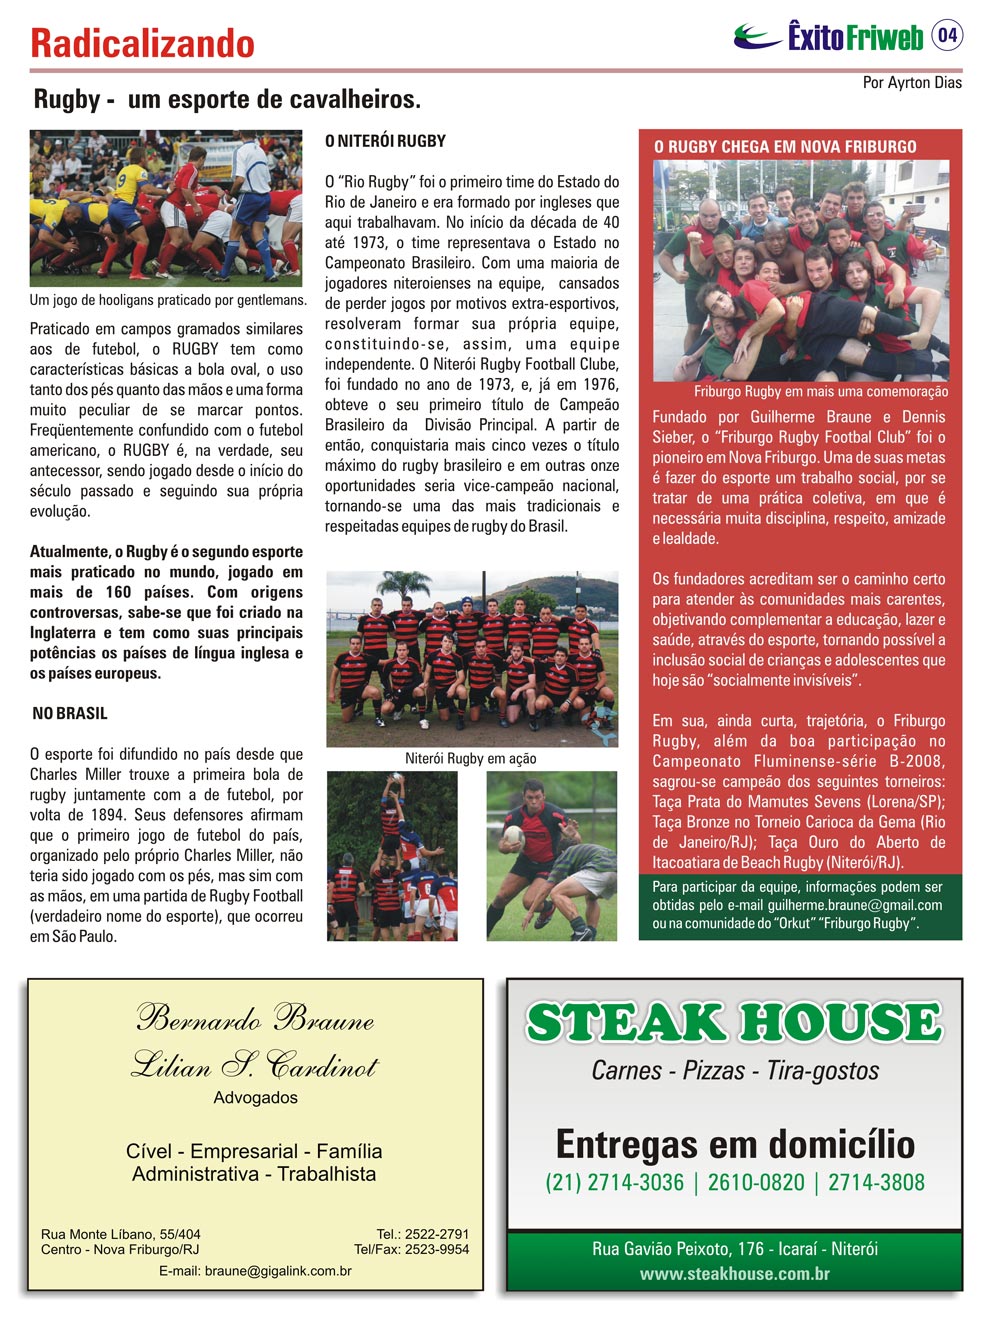 Radicalizando
ÊxitoFriweb 04
Por Ayrton Dias
Rugby - um esporte de cavalheiros.
Um jogo de hooligans praticado por gentlemans.
Praticado em campos gramados similares
aos de futebol, o RUGBY tem como
características básicas a bola oval, o uso
tanto dos pés quanto das mãos e uma forma
muito peculiar de se marcar pontos.
Freqüentemente confundido com o futebol
americano, o RUGBY é, na verdade, seu
antecessor, sendo jogado desde o início do
século passado e seguindo sua própria
evolução.
Atualmente, o Rugby é o segundo esporte
mais praticado no mundo, jogado em
mais de 160 países. Com origens
controversas, sabe-se que foi criado na
Inglaterra e tem como suas principais
potências os países de língua inglesa e
os países europeus.
NO BRASIL
O esporte foi difundido no país desde que
Charles Miller trouxe a primeira bola de
rugby juntamente com a de futebol, por
volta de 1894. Seus defensores afirmam
que o primeiro jogo de futebol do país,
organizado pelo próprio Charles Miller, não
teria sido jogado com os pés, mas sim com
as mãos, em uma partida de Rugby Football
(verdadeiro nome do esporte), que ocorreu
em São Paulo.
O NITERÓI RUGBY
O “Rio Rugby” foi o primeiro time do Estado do
Rio de Janeiro e era formado por ingleses que
aqui trabalhavam. No início da década de 40
até 1973, o time representava o Estado no
Campeonato Brasileiro. Com uma maioria de
jogadores niteroienses na equipe, cansados
de perder jogos por motivos extra-esportivos,
resolveram formar sua própria equipe,
constituindo-se, assim, uma equipe
independente. O Niterói Rugby Football Clube,
foi fundado no ano de 1973, e, já em 1976,
obteve o seu primeiro título de Campeão
Brasileiro da Divisão Principal. A partir de
então, conquistaria mais cinco vezes o título
máximo do rugby brasileiro e em outras onze
oportunidades seria vice-campeão nacional,
tornando-se uma das mais tradicionais e
respeitadas equipes de rugby do Brasil.
Niterói Rugby em ação
O RUGBY CHEGA EM NOVA FRIBURGO
Friburgo Rugby em mais uma comemoração
Fundado por Guilherme Braune e Dennis
Sieber, o “Friburgo Rugby Footbal Club” foi o
pioneiro em Nova Friburgo. Uma de suas metas
é fazer do esporte um trabalho social, por se
tratar de uma prática coletiva, em que é
necessária muita disciplina, respeito, amizade
e lealdade.
Os fundadores acreditam ser o caminho certo
para atender às comunidades mais carentes,
objetivando complementar a educação, lazer e
saúde, através do esporte, tornando possível a
inclusão social de crianças e adolescentes que
hoje são “socialmente invisíveis”.
Em sua, ainda curta, trajetória, o Friburgo
Rugby, além da boa participação no
Campeonato Fluminense-série B-2008,
sagrou-se campeão dos seguintes torneiros:
Taça Prata do Mamutes Sevens (Lorena/SP);
Taça Bronze no Torneio Carioca da Gema (Rio
de Janeiro/RJ); Taça Ouro do Aberto de
Itacoatiara de Beach Rugby (Niterói/RJ).
Para participar da equipe, informações podem ser
obtidas pelo e-mail guilherme.braune@gmail.com
ou na comunidade do “Orkut” “Friburgo Rugby”.
Bernardo Braune
Lilian S. Cardinot
Advogados
Cível - Empresarial - Família
Administrativa - Trabalhista
Rua Monte Líbano, 55/404
Centro - Nova Friburgo/RJ
Tel.: 2522-2791
Tel/Fax: 2523-9954
E-mail: braune@gigalink.com.br
STEAK HOUSE
Carnes - Pizzas - Tira-gostos
Entregas em domicílio
(21) 2714-3036 | 2610-0820 | 2714-3808
Rua Gavião Peixoto, 176 - Icaraí - Niterói
www.steakhouse.com.br